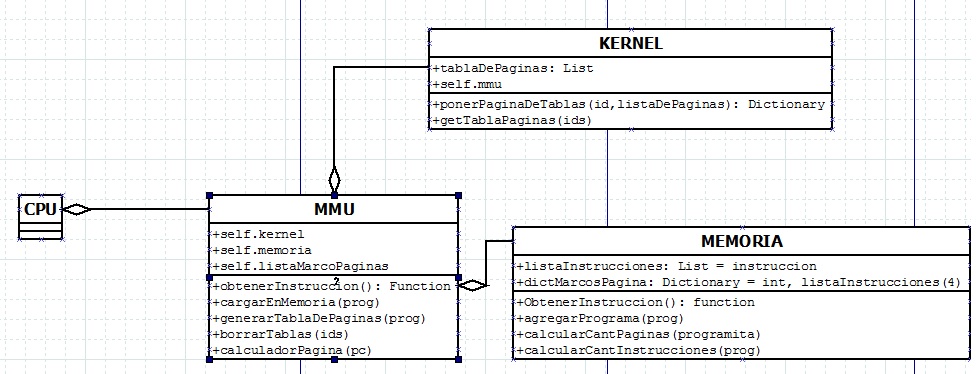 KERNEL
+tablaDePaginas: List
+self.mmu
+ponerPaginaDeTablas(id,listaDePaginas): Dictionary
+getTablaPaginas(ids)
CPU
MMU
+self.kernel
+self.memoria
+self.listaMarcoPaginas
+obtenerInstruccion(): Function
+cargarEnMemoria(prog)
+generarTablaDePaginas(prog)
+borrarTablas(ids)
+calculadorPagina(pc)
MEMORIA
+listaInstrucciones: List = instruccion
+dictMarcosPagina: Dictionary = int, listaInstrucciones(4)
+ObtenerInstruccion(): function
+agregarPrograma(prog)
+calcularCantPaginas(programita)
+calcularCantInstrucciones(prog)